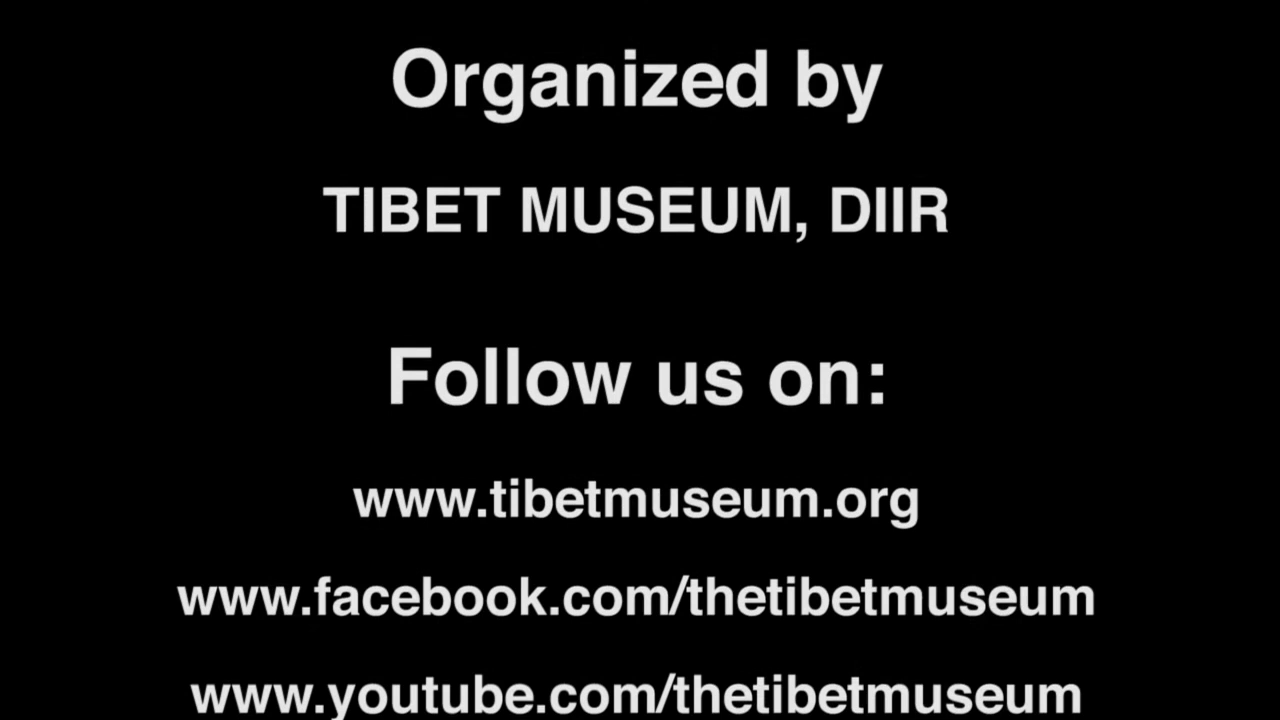 Organized by
TIBET MUSEUM, DIIR
Follow us on:
www.tibetmuseum.org
www.facebook.com/thetibetmuseum
www.youtube.com/thetibetmuseum